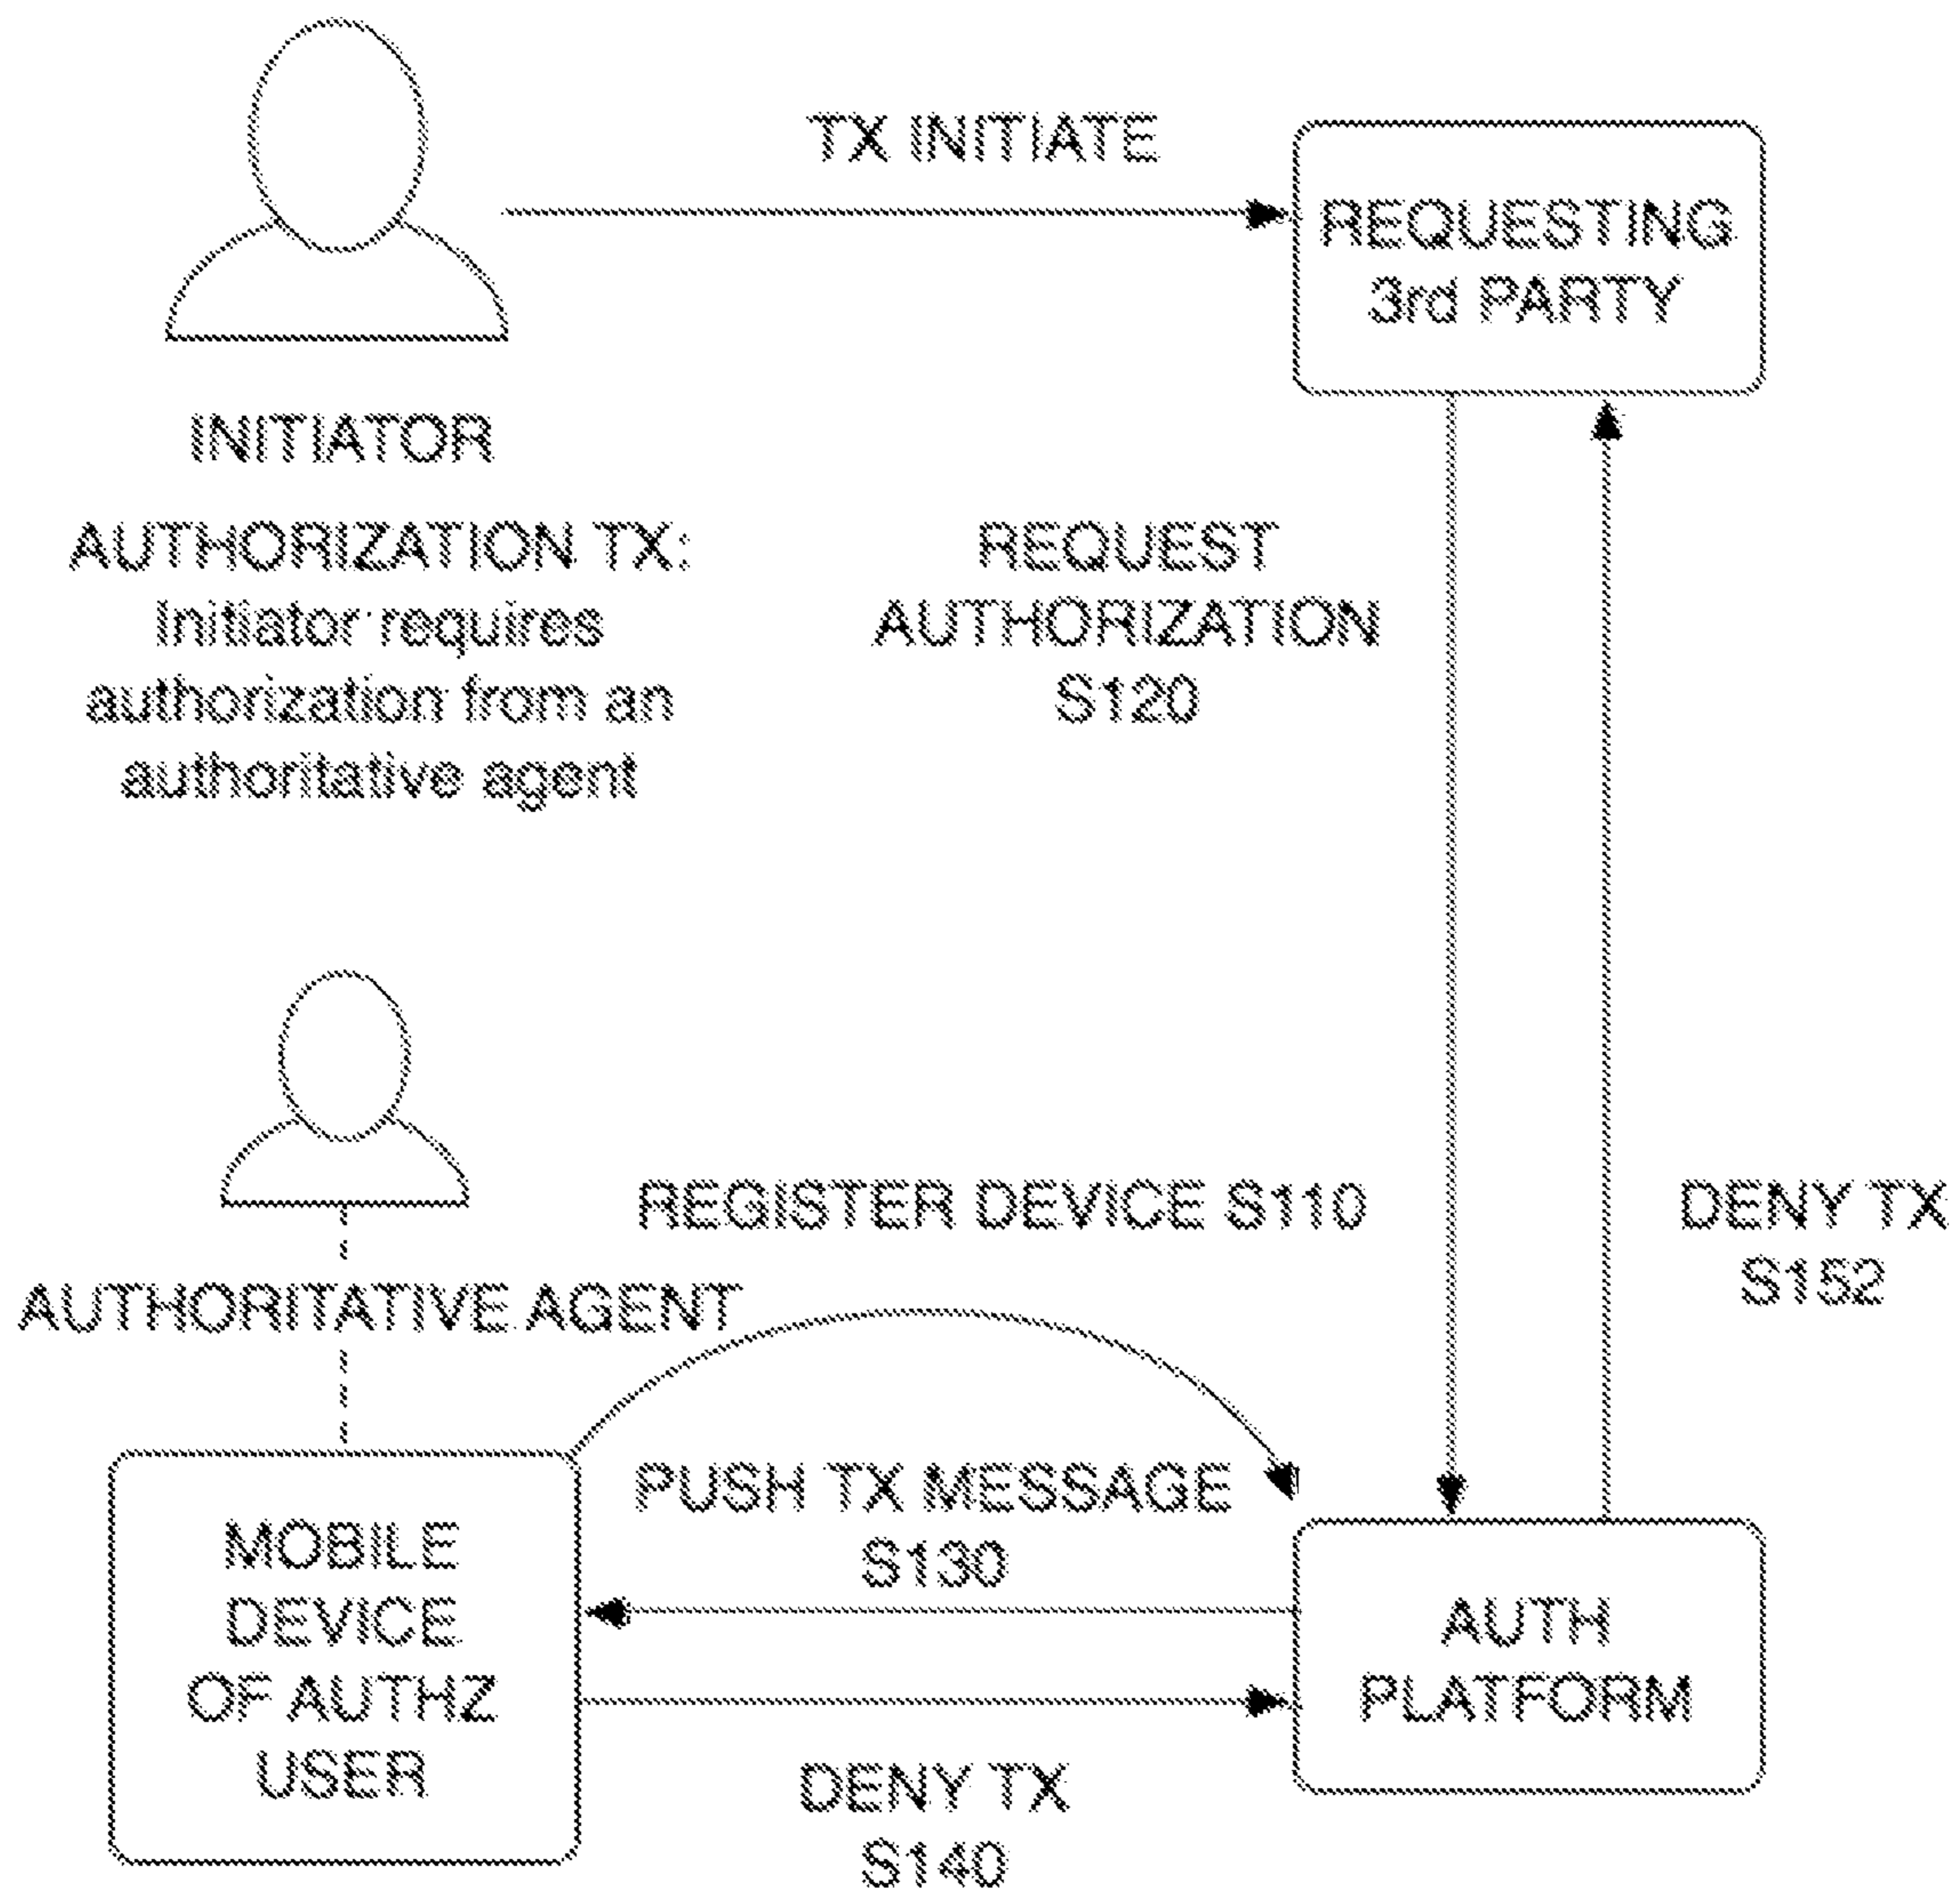 TX INITIATE
REQUESTING
3rd PARTY
INITIATOR
AUTHORIZATION TX:
Initiator requires
authorization from an
authoritative agent
REQUEST
AUTHORIZATION
S120
REGISTER DEVICE S110
DENY TX
S152
AUTHORITATIVE AGENT
PUSH TX MESSAGE
S130
MOBILE
DEVICE
OF AUTHZ
USER
AUTH
PLATFORM
DENY TX
S140